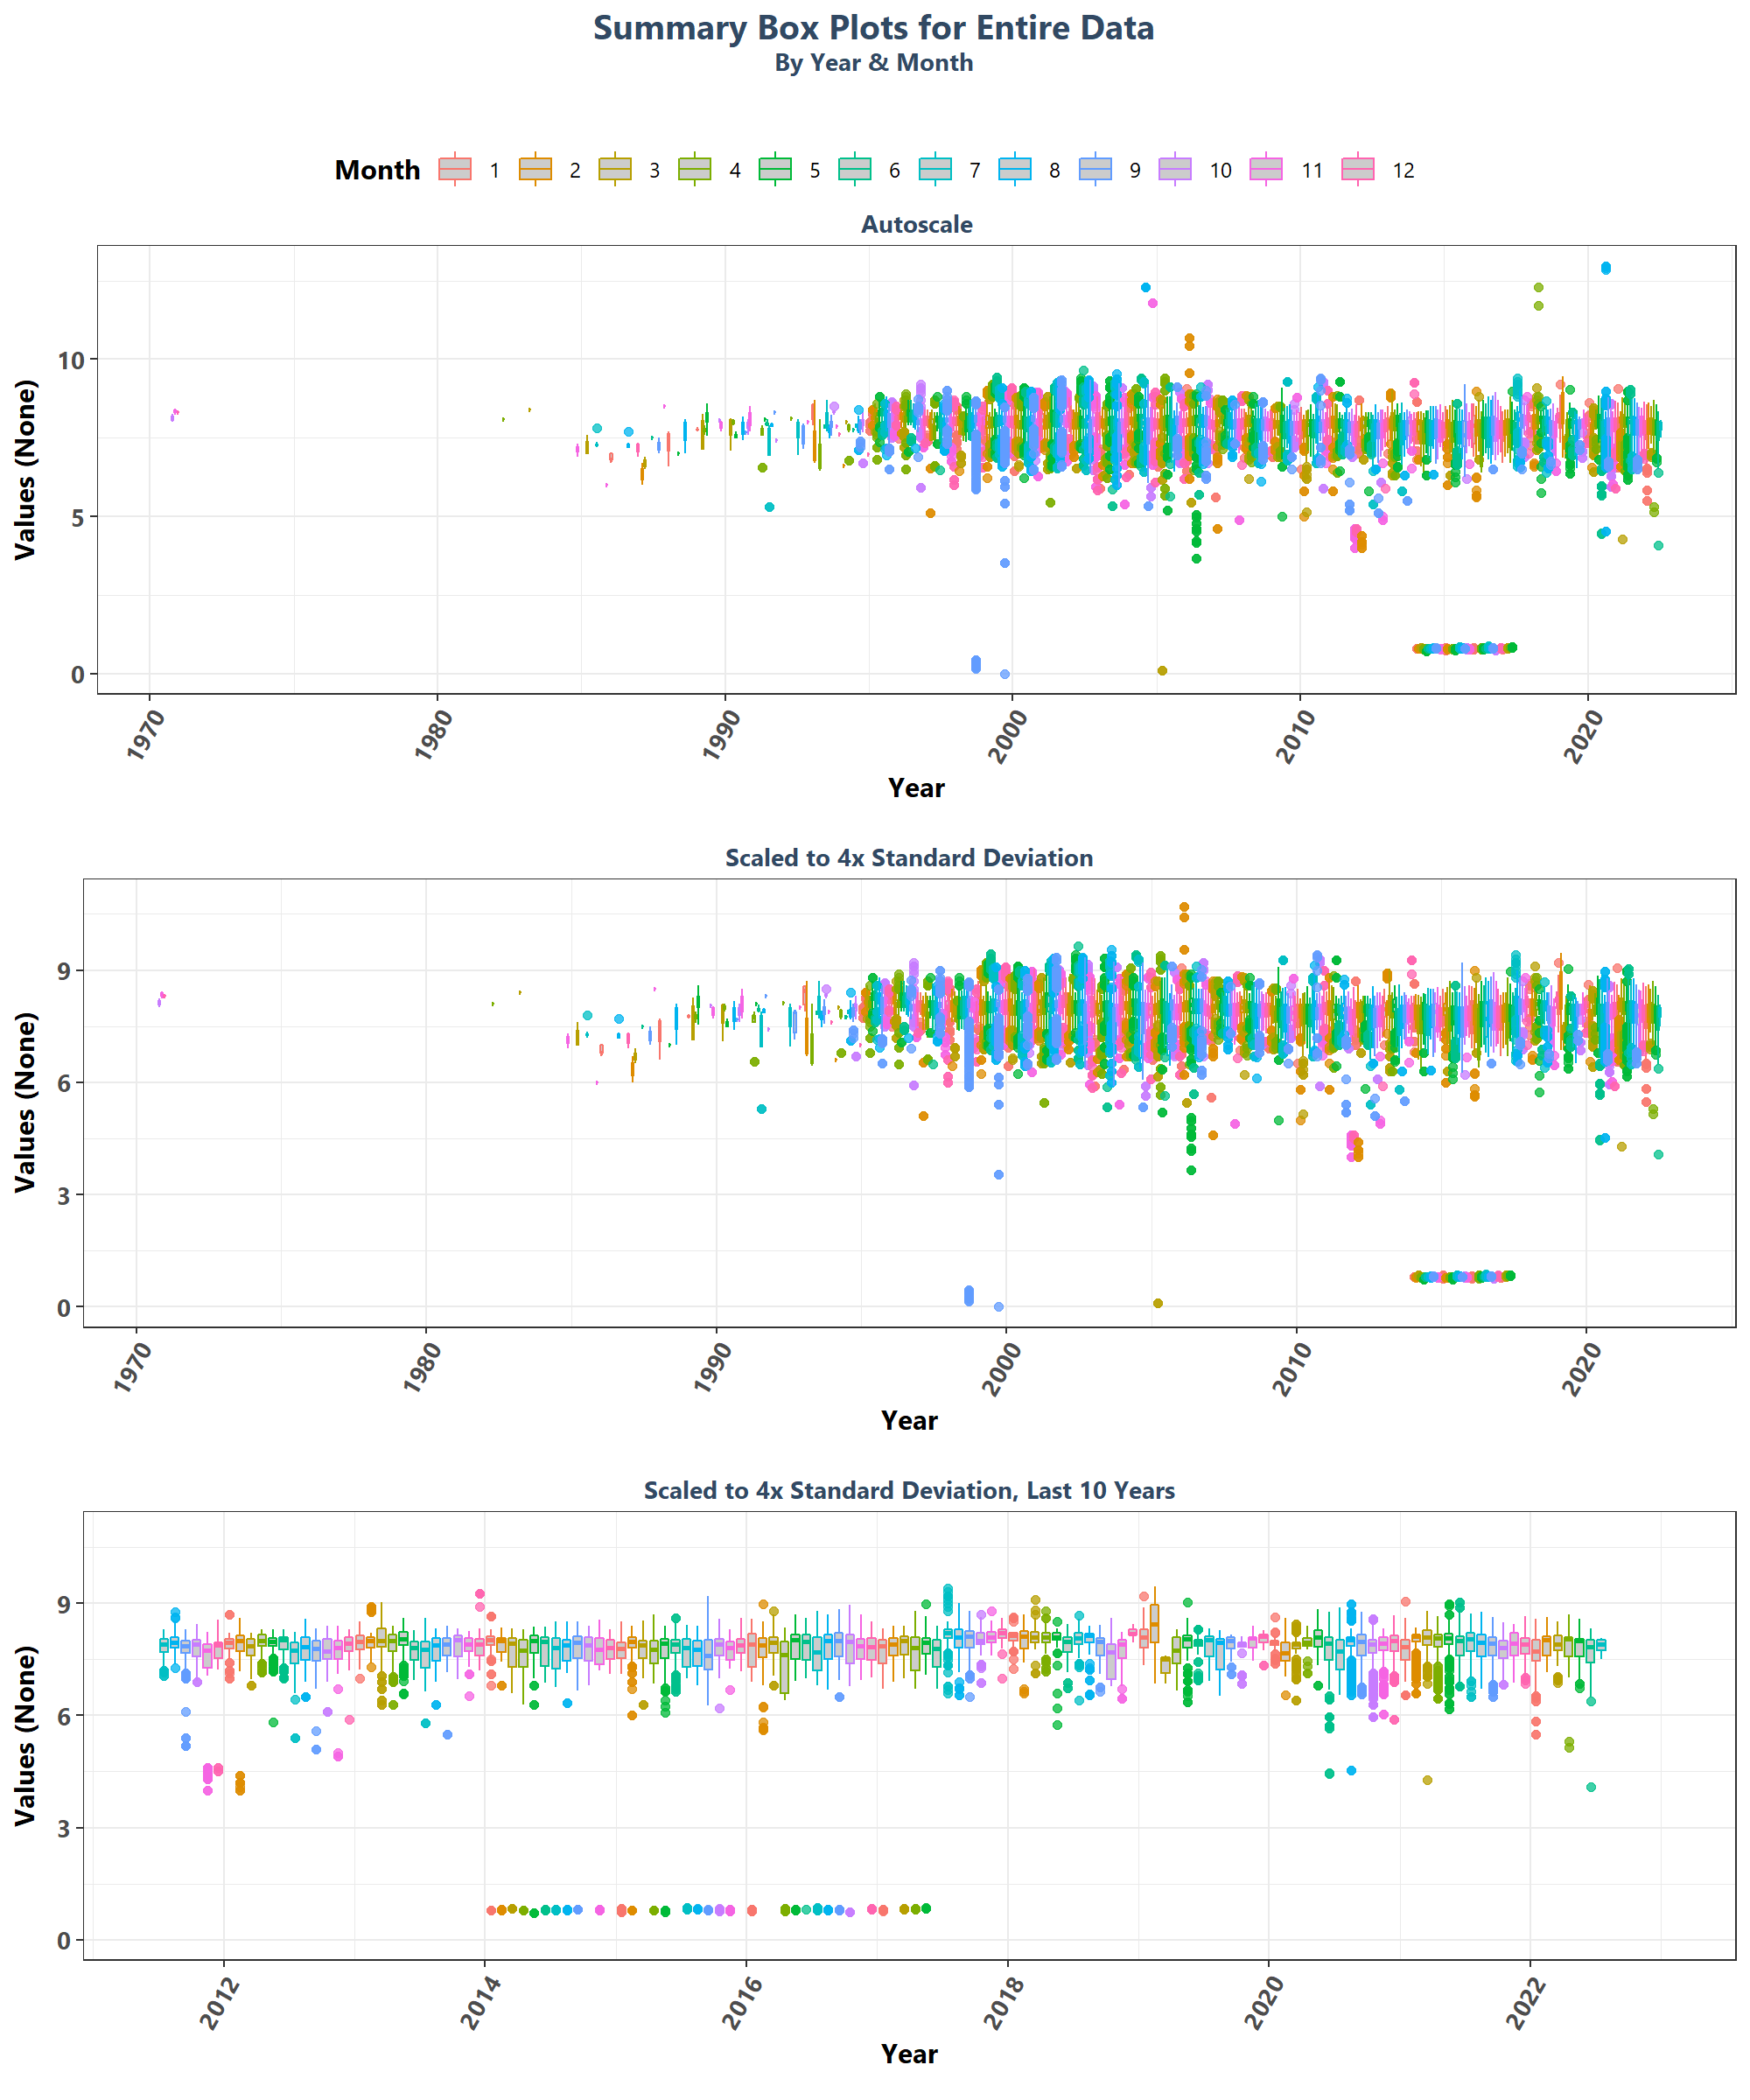 Summary Box Plots for Entire Data
By Year & Month
Month 1 2 3 4 5 6 7 8 9 10 11 12
Autoscale
Values (None)
10
5
0
1970 1980 1990 2000 2010 2020
Year
Scaled to 4x Standard Deviation
Values (None)
9
6
3
0
1970 1980 1990 2000 2010 2020
Year
Scaled to 4x Standard Deviation, Last 10 Years
Values (None)
9
6
3
0
2012 2014 2016 2018 2020 2022
Year